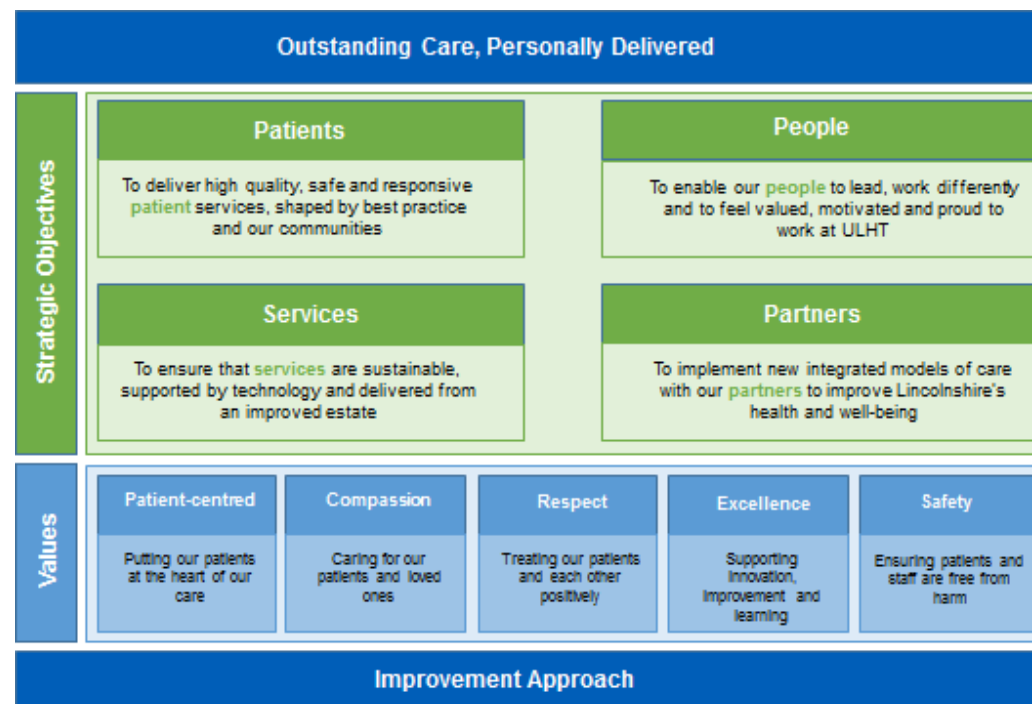 Outstanding Care, Personally Delivered
Strategic Objectives
Patients
To deliver high quality, safe and responsive
patient services, shaped by best practice
and our communities
People
To enable our people to lead, work differently
and to feel valued, motivated and proud to
work at ULHT
Services
To ensure that services are sustainable,
supported by technology and delivered from
an improved estate
Partners
To implement new integrated models of care
with our partners to improve Lincolnshire's
health and well-being
Values
Patient-centred
Putting our patients
at the heart of our
care
Compassion
Caring for our
patients and loved
ones
Respect
Treating our patients
and each other
positively
Excellence
Supporting
innovation,
improvement and
learning
Safety
Ensuring patients and
staff are free from
harm
Improvement Approach